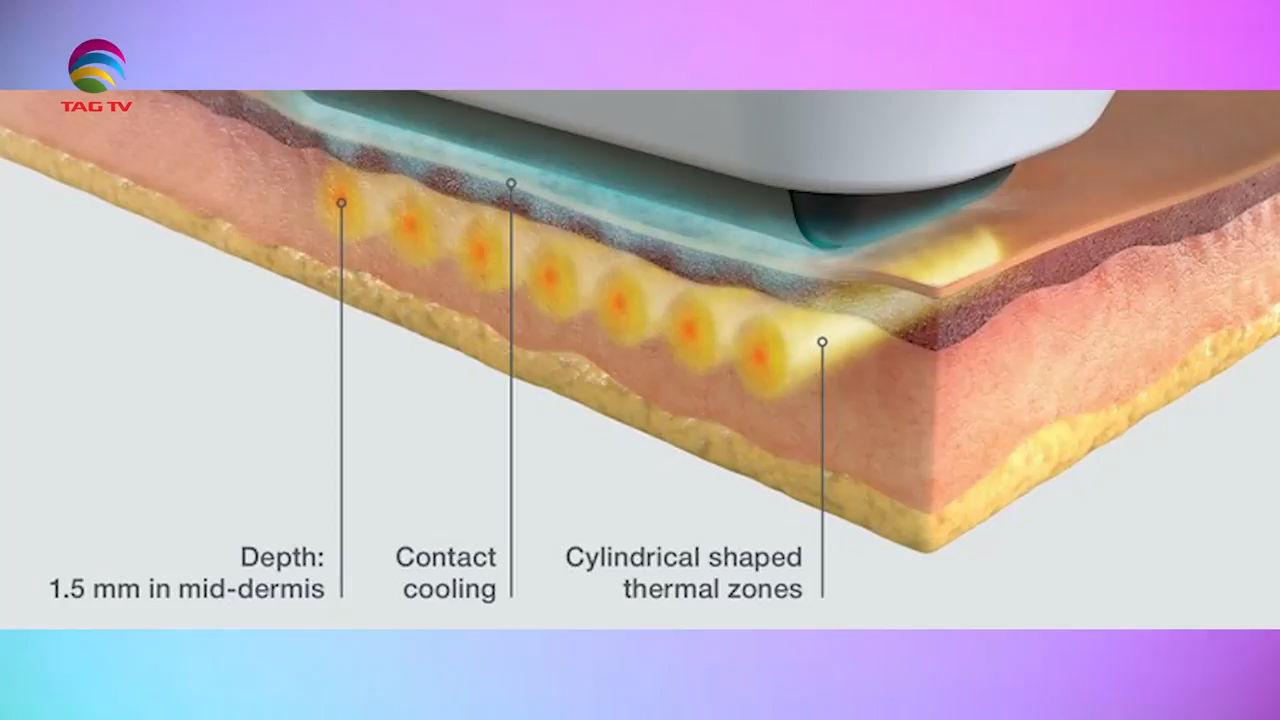 TAG TV
Depth:
1.5 mm in mid-dermis
Contact
cooling
Cylindrical shaped
thermal zones